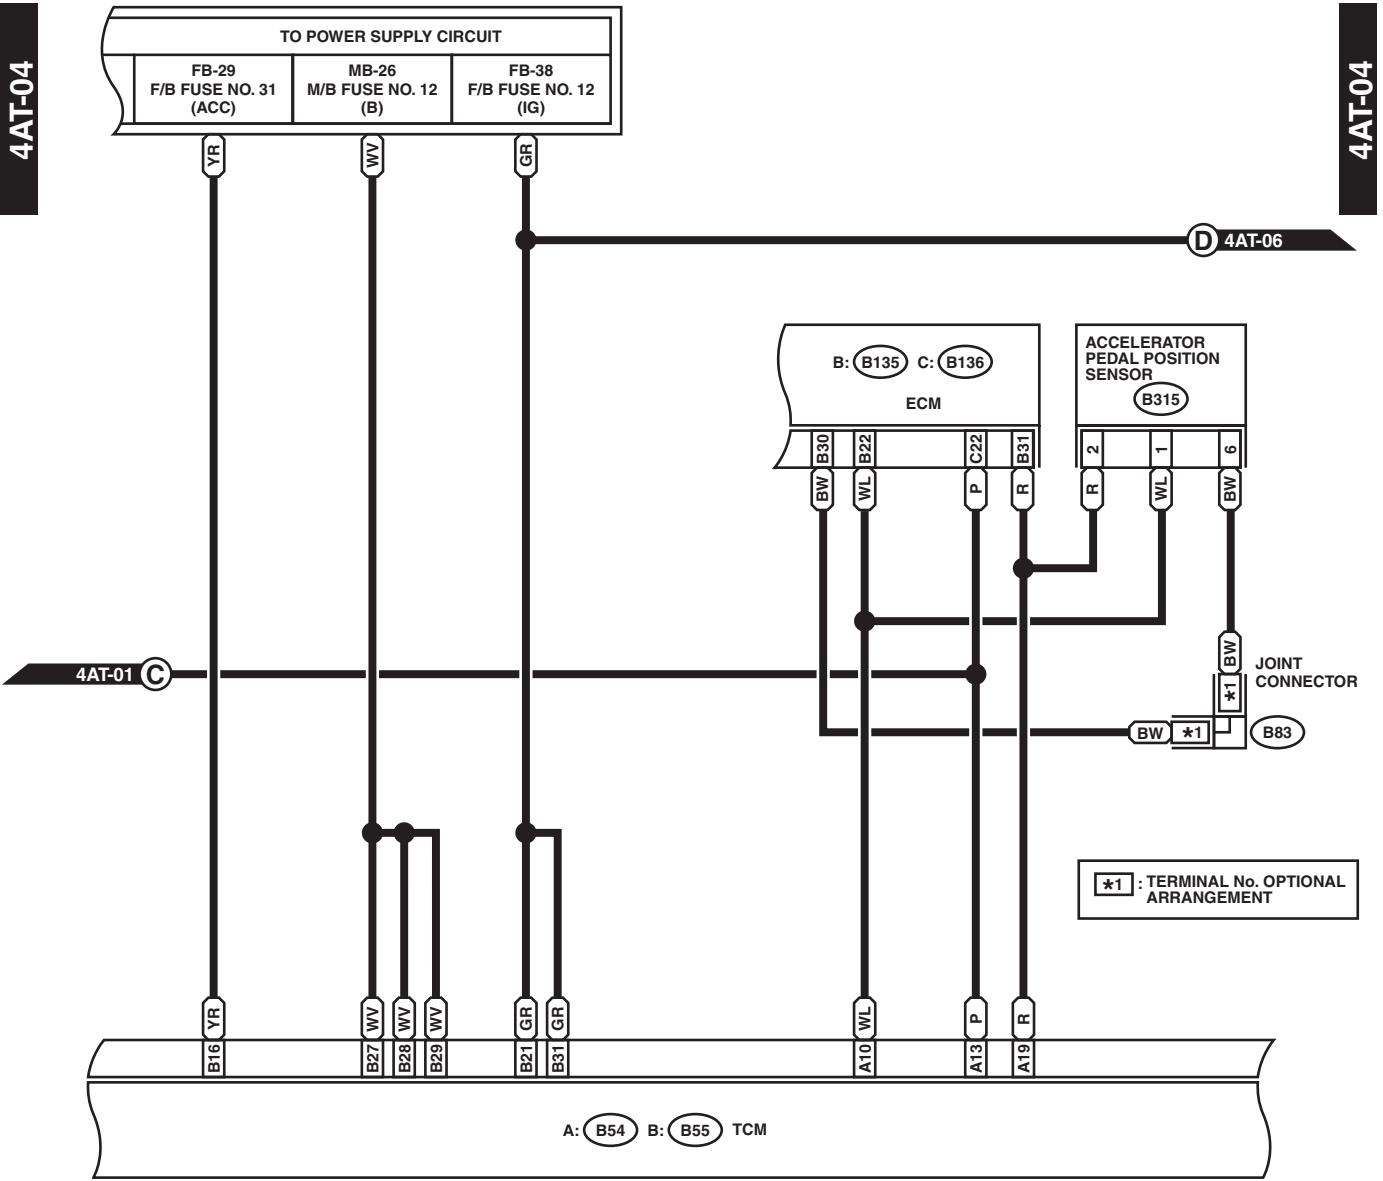 4AT-04
4AT-04
TO POWER SUPPLY CIRCUIT
FB-29
F/B FUSE NO. 31
(ACC)
MB-26
M/B FUSE NO. 12
(B)
FB-38
F/B FUSE NO. 12
(IG)
YR
WV
GR
D 4AT-06
B: B135 C: B136
ECM
ACCELERATOR
PEDAL POSITION
SENSOR
B315
B30 B22 C22 B31
2 1 6
BW WL P R
R WL BW
4AT-01 C
BW
*1
JOINT
CONNECTOR
BW *1
B83
*1 : TERMINAL No. OPTIONAL
ARRANGEMENT
YR WV WV WV GR GR WL P R
B16 B27 B28 B29 B21 B31 A10 A13 A19
A: B54 B: B55 TCM